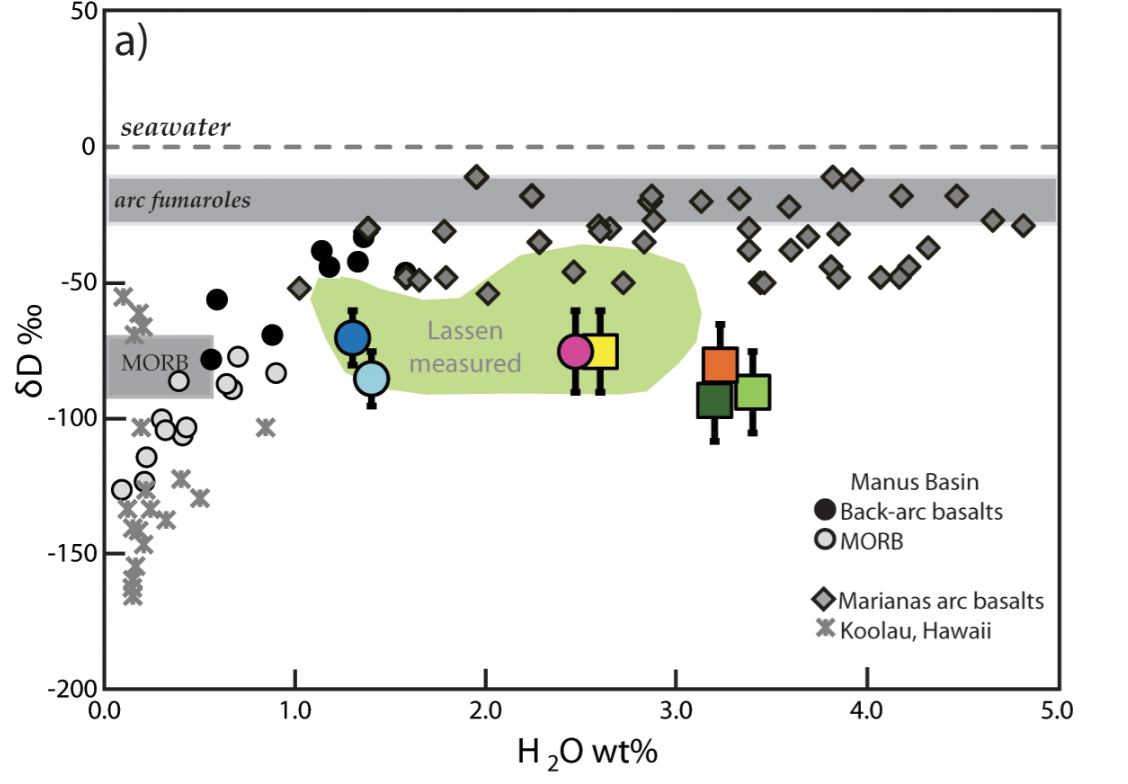 a)
50
0
-50
-100
-150
-200
δD ‰
seawater
arc fumaroles
MORB
Lassen
measured
Manus Basin
Back-arc basalts
MORB
Marianas arc basalts
Koolau, Hawaii
0.0 1.0 2.0 3.0 4.0 5.0
H₂O wt%